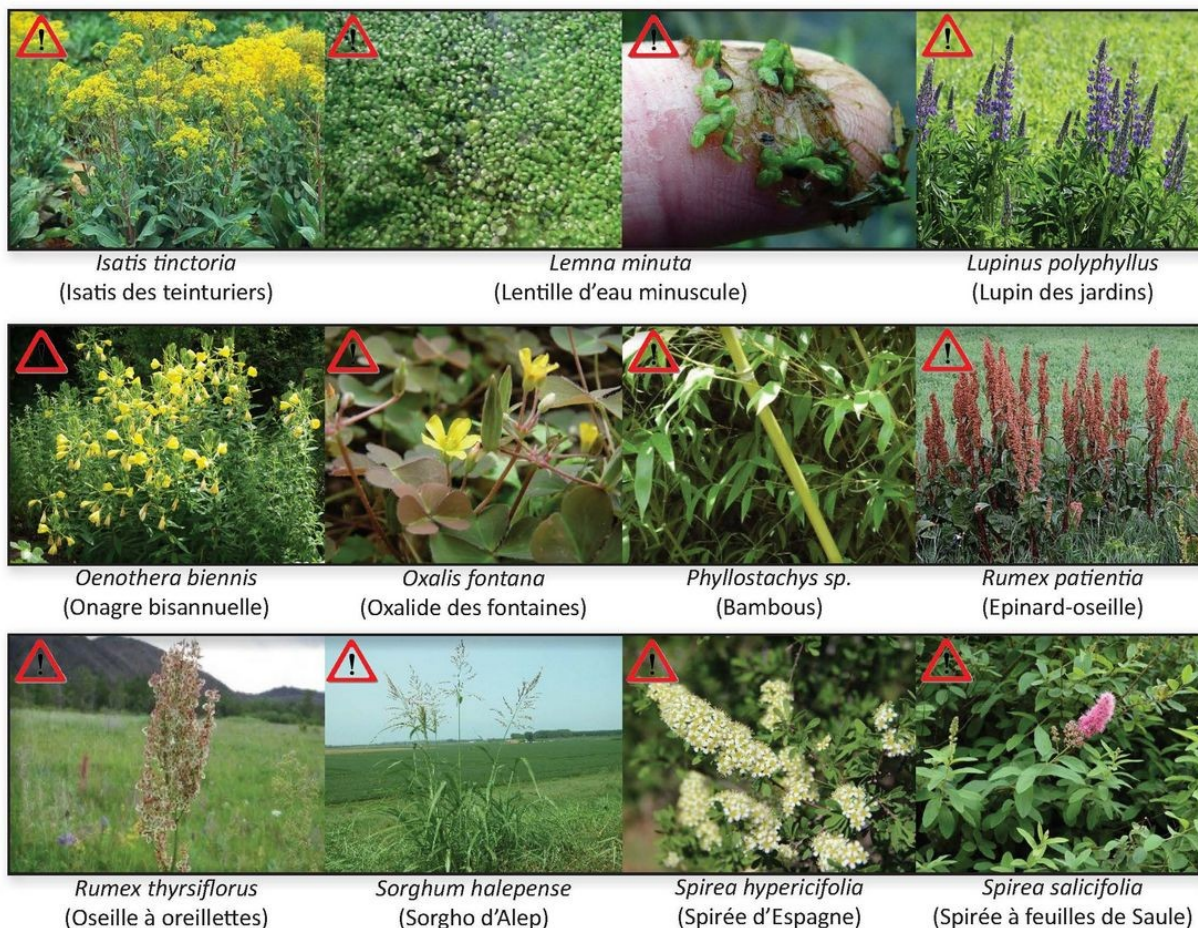 Isatis tinctoria
(Isatis des teinturiers)
Lemna minuta
(Lentille d'eau minuscule)
Lupinus polyphyllus
(Lupin des jardins)
Oenothera biennis
(Onagre bisannuelle)
Oxalis fontana
(Oxalide des fontaines)
Phyllostachys sp.
(Bambous)
Rumex patientia
(Epinard-oseille)
Rumex thyrsiflorus
(Oseille à oreillettes)
Sorghum halepense
(Sorgho d'Alep)
Spirea hypericifolia
(Spirée d'Espagne)
Spirea salicifolia
(Spirée à feuilles de Saule)